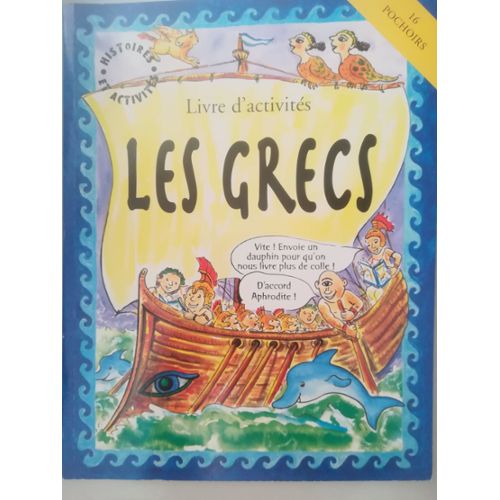 16
POCHOIRS
HISTOIRES
ET ACTIVITÉS
Livre d'activités
LES GRECS
Vite ! Envoie un
dauphin pour qu'on
nous livre plus de colle !
D'accord
Aphrodite !